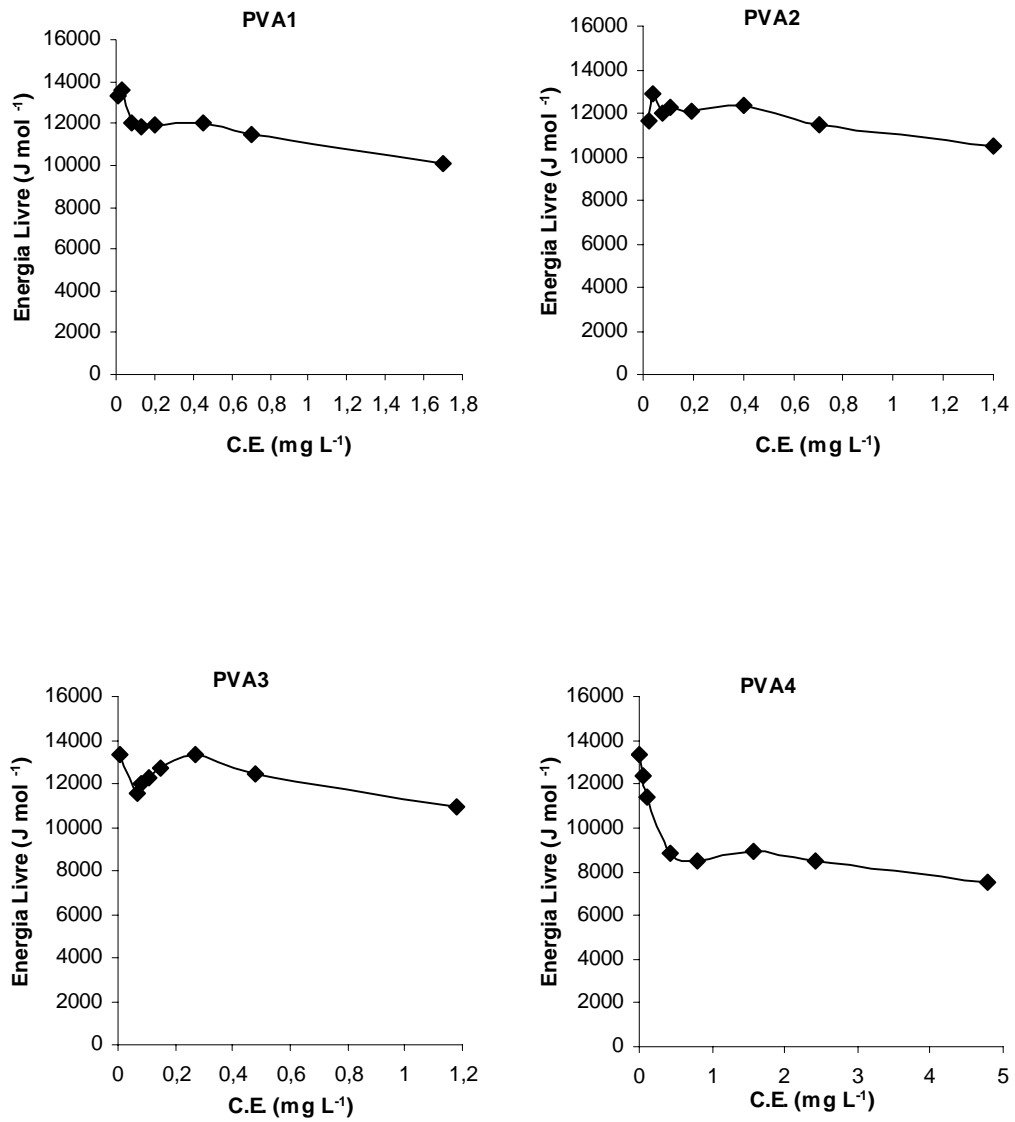 PVA1
16000
14000
12000
10000
8000
6000
4000
2000
0
Energia Livre (J mol ⁻¹)
0 0,2 0,4 0,6 0,8 1 1,2 1,4 1,6 1,8
C.E. (mg L⁻¹)
PVA2
16000
14000
12000
10000
8000
6000
4000
2000
0
Energia Livre (J mol ⁻¹)
0 0,2 0,4 0,6 0,8 1 1,2 1,4
C.E. (mg L⁻¹)
PVA3
16000
14000
12000
10000
8000
6000
4000
2000
0
Energia Livre (J mol ⁻¹)
0 0,2 0,4 0,6 0,8 1 1,2
C.E. (mg L⁻¹)
PVA4
16000
14000
12000
10000
8000
6000
4000
2000
0
Energia Livre (J mol ⁻¹)
0 1 2 3 4 5
C.E. (mg L⁻¹)